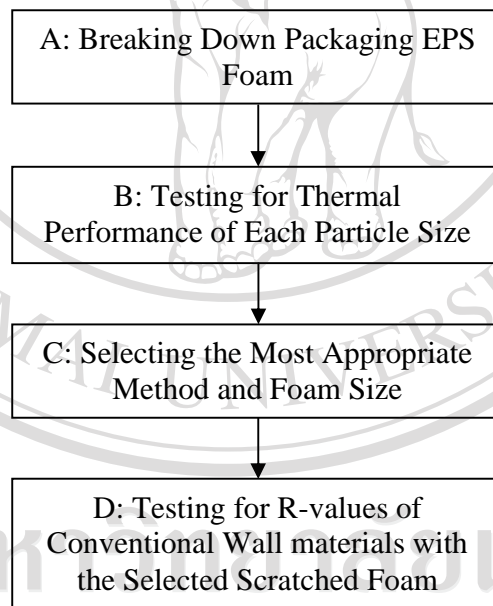 A: Breaking Down Packaging EPS
Foam
B: Testing for Thermal
Performance of Each Particle Size
C: Selecting the Most Appropriate
Method and Foam Size
D: Testing for R-values of
Conventional Wall materials with
the Selected Scratched Foam